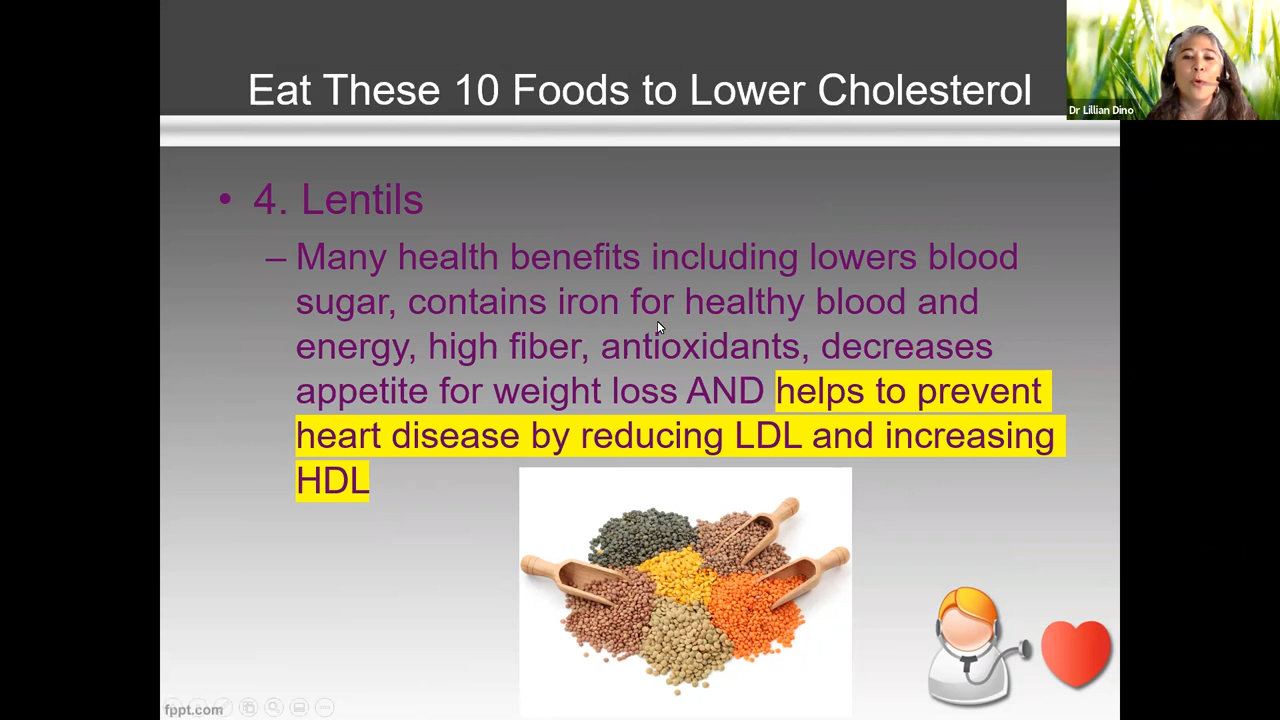 Eat These 10 Foods to Lower Cholesterol
Dr Lillian Dino
• 4. Lentils
– Many health benefits including lowers blood
sugar, contains iron for healthy blood and
energy, high fiber, antioxidants, decreases
appetite for weight loss AND helps to prevent
heart disease by reducing LDL and increasing
HDL
fppt.com